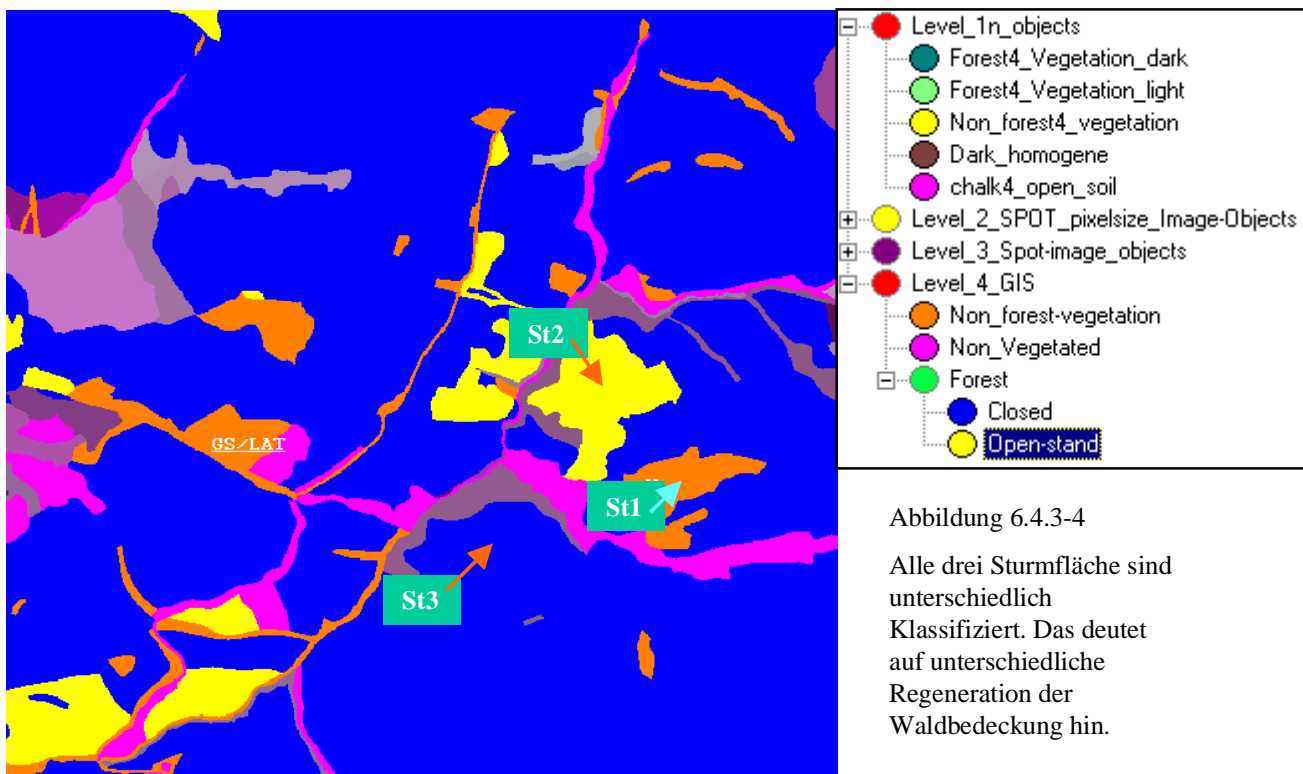 Level_1n_objects
Forest4_Vegetation_dark
Forest4_Vegetation_light
Non_forest4_vegetation
Dark_homogene
chalk4_open_soil
Level_2_SPOT_pixelsize_Image-Objects
Level_3_Spot-image_objects
Level_4_GIS
Non_forest-vegetation
Non_Vegetated
Forest
Closed
Open-stand
St2
GS/LAT
St1
St3
Abbildung 6.4.3-4
Alle drei Sturmfläche sind
unterschiedlich
Klassifiziert. Das deutet
auf unterschiedliche
Regeneration der
Waldbedeckung hin.